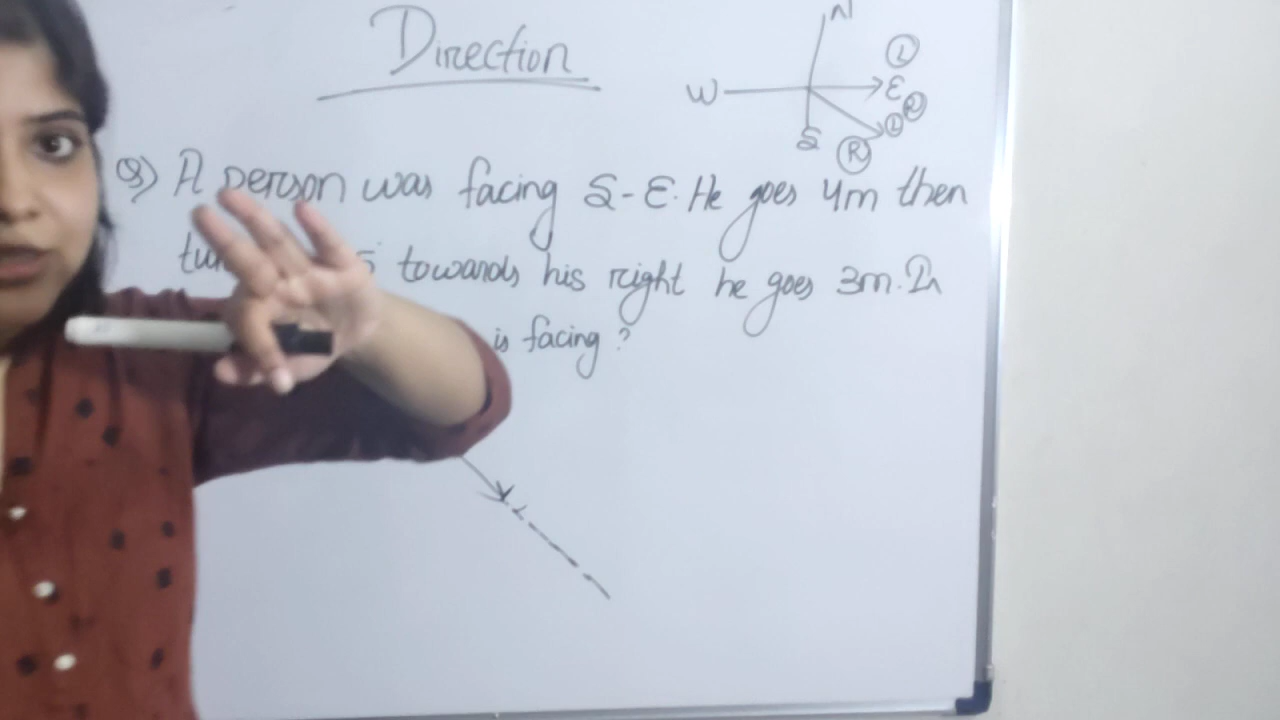 Direction
N
W
E
S
L
L
R
R
Q) A person was facing S-E. He goes 4m then
towards his right he goes 3m. In
is facing ?